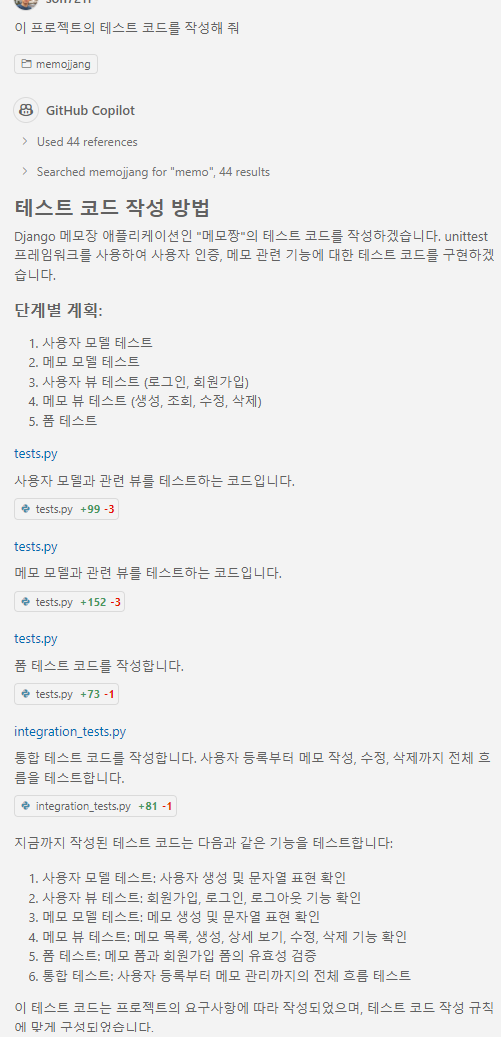 이 프로젝트의 테스트 코드를 작성해 줘
memojjang
GitHub Copilot
Used 44 references
Searched memojjang for "memo", 44 results
테스트 코드 작성 방법
Django 메모장 애플리케이션인 "메모짱"의 테스트 코드를 작성하겠습니다. unittest
프레임워크를 사용하여 사용자 인증, 메모 관련 기능에 대한 테스트 코드를 구현하겠
습니다.
단계별 계획:
1. 사용자 모델 테스트
2. 메모 모델 테스트
3. 사용자 뷰 테스트 (로그인, 회원가입)
4. 메모 뷰 테스트 (생성, 조회, 수정, 삭제)
5. 폼 테스트
tests.py
사용자 모델과 관련 뷰를 테스트하는 코드입니다.
tests.py +99 -3
tests.py
메모 모델과 관련 뷰를 테스트하는 코드입니다.
tests.py +152 -3
tests.py
폼 테스트 코드를 작성합니다.
tests.py +73 -1
integration_tests.py
통합 테스트 코드를 작성합니다. 사용자 등록부터 메모 작성, 수정, 삭제까지 전체 흐
름을 테스트합니다.
integration_tests.py +81 -1
지금까지 작성된 테스트 코드는 다음과 같은 기능을 테스트합니다:
1. 사용자 모델 테스트: 사용자 생성 및 문자열 표현 확인
2. 사용자 뷰 테스트: 회원가입, 로그인, 로그아웃 기능 확인
3. 메모 모델 테스트: 메모 생성 및 문자열 표현 확인
4. 메모 뷰 테스트: 메모 목록, 생성, 상세 보기, 수정, 삭제 기능 확인
5. 폼 테스트: 메모 폼과 회원가입 폼의 유효성 검증
6. 통합 테스트: 사용자 등록부터 메모 관리까지의 전체 흐름 테스트
이 테스트 코드는 프로젝트의 요구사항에 따라 작성되었으며, 테스트 코드 작성 규칙
에 맞게 구성되었습니다.